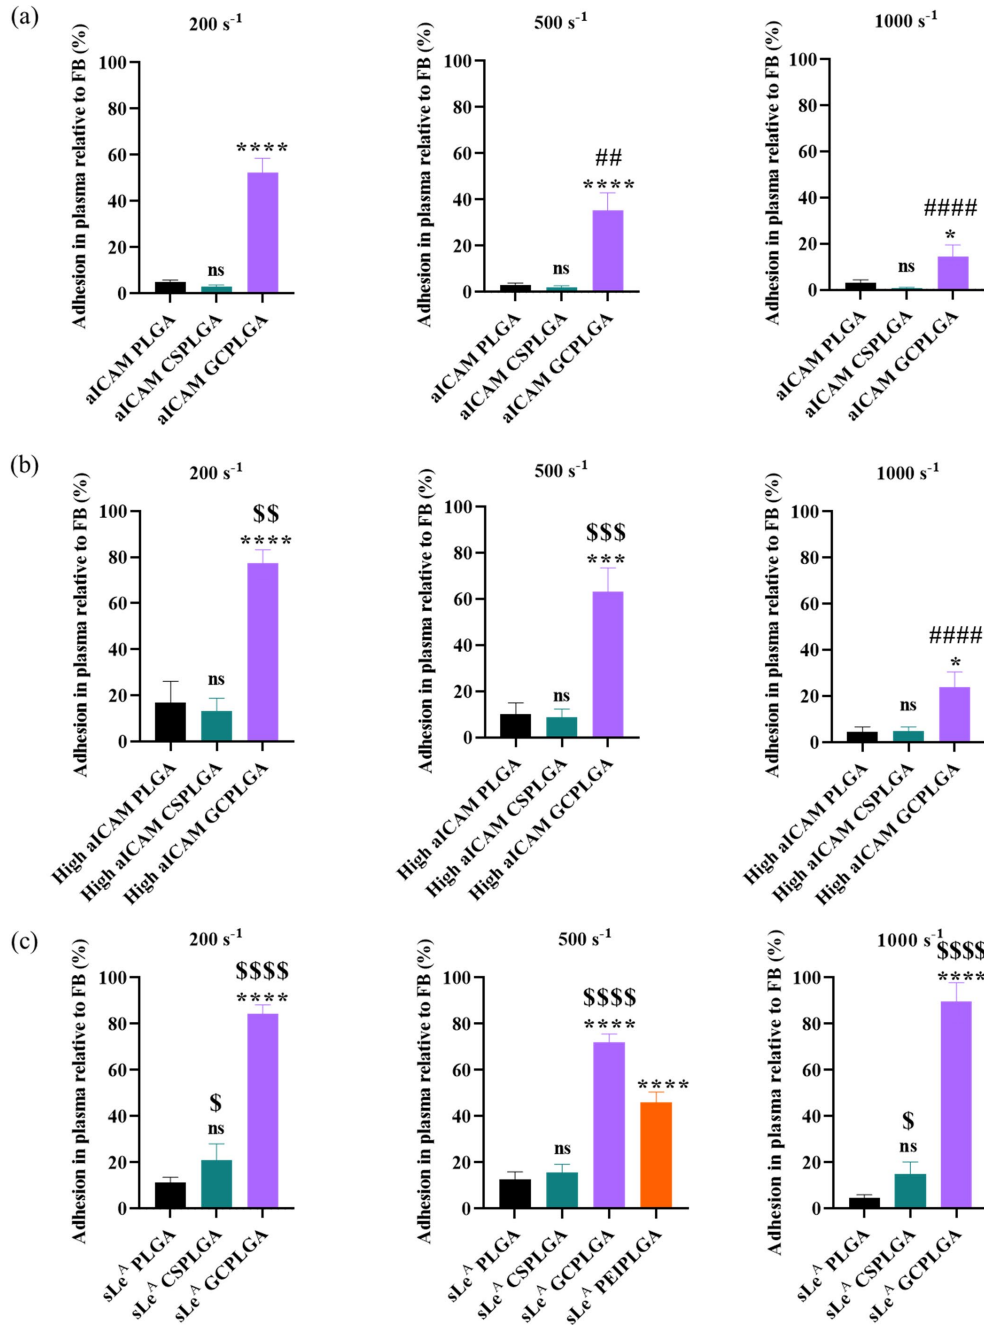 (a)
200 s⁻¹
500 s⁻¹
1000 s⁻¹
Adhesion in plasma relative to FB (%)
100
80
60
40
20
0
ns
****
aICAM PLGA
aICAM CSPLGA
aICAM GCPLGA
Adhesion in plasma relative to FB (%)
100
80
60
40
20
0
ns
##
****
aICAM PLGA
aICAM CSPLGA
aICAM GCPLGA
Adhesion in plasma relative to FB (%)
100
80
60
40
20
0
ns
####
*
aICAM PLGA
aICAM CSPLGA
aICAM GCPLGA
(b)
200 s⁻¹
500 s⁻¹
1000 s⁻¹
Adhesion in plasma relative to FB (%)
100
80
60
40
20
0
ns
$$
****
High aICAM PLGA
High aICAM CSPLGA
High aICAM GCPLGA
Adhesion in plasma relative to FB (%)
100
80
60
40
20
0
ns
$$$
***
High aICAM PLGA
High aICAM CSPLGA
High aICAM GCPLGA
Adhesion in plasma relative to FB (%)
100
80
60
40
20
0
ns
####
*
High aICAM PLGA
High aICAM CSPLGA
High aICAM GCPLGA
(c)
200 s⁻¹
500 s⁻¹
1000 s⁻¹
Adhesion in plasma relative to FB (%)
100
80
60
40
20
0
$
ns
$$$$
****
sLeᴬ PLGA
sLeᴬ CSPLGA
sLeᴬ GCPLGA
Adhesion in plasma relative to FB (%)
100
80
60
40
20
0
ns
$$$$
****
****
sLeᴬ PLGA
sLeᴬ CSPLGA
sLeᴬ GCPLGA
sLeᴬ PEIPLGA
Adhesion in plasma relative to FB (%)
100
80
60
40
20
0
$
ns
$$$$
****
sLeᴬ PLGA
sLeᴬ CSPLGA
sLeᴬ GCPLGA